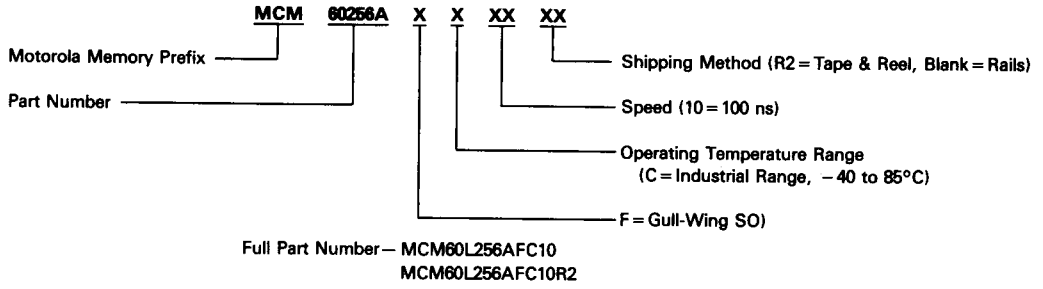 MCM 60256A X X XX XX
Motorola Memory Prefix
Shipping Method (R2 = Tape & Reel, Blank = Rails)
Part Number
Speed (10 = 100 ns)
Operating Temperature Range
(C = Industrial Range, – 40 to 85°C)
F = Gull-Wing SO)
Full Part Number — MCM60L256AFC10
MCM60L256AFC10R2